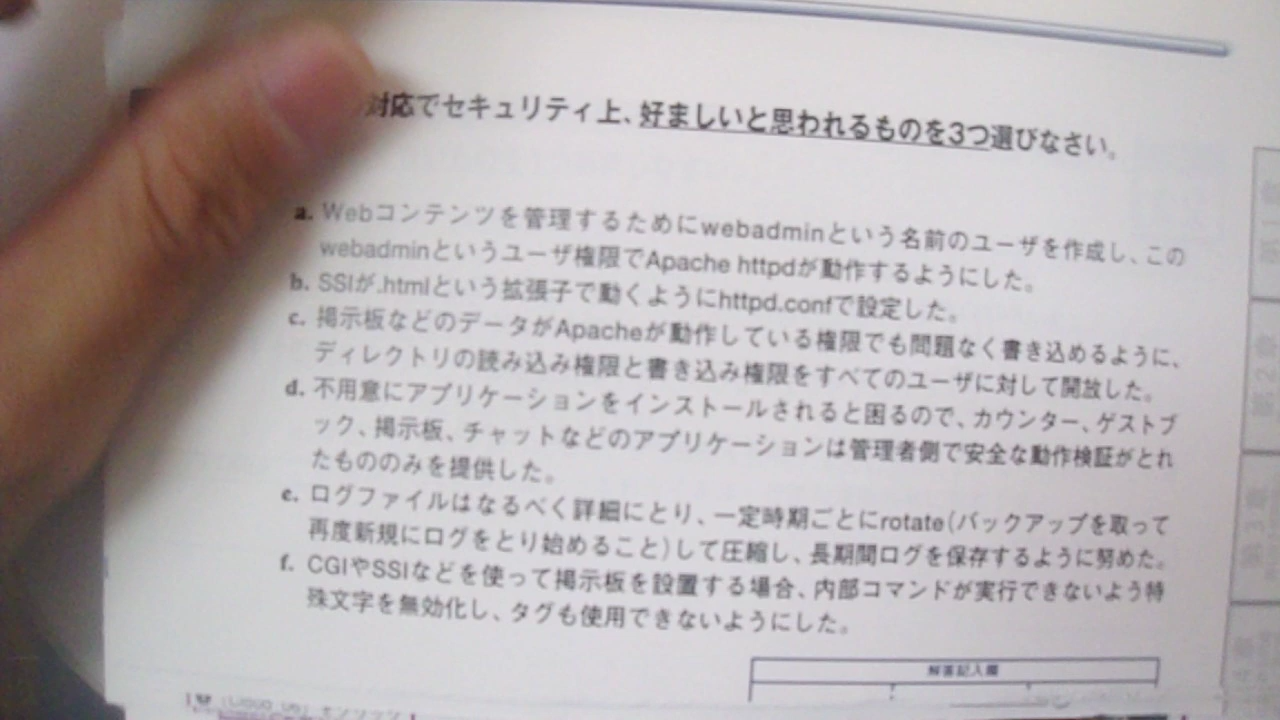 対応でセキュリティ上、好ましいと思われるものを3つ選びなさい。
a. Webコンテンツを管理するためにwebadminという名前のユーザを作成し、この
webadminというユーザ権限でApache httpdが動作するようにした。
b. SSIが.htmlという拡張子で動くようにhttpd.confで設定した。
c. 掲示板などのデータがApacheが動作している権限でも問題なく書き込めるように、
ディレクトリの読み込み権限と書き込み権限をすべてのユーザに対して開放した。
d. 不用意にアプリケーションをインストールされると困るので、カウンター、ゲストブ
ック、掲示板、チャットなどのアプリケーションは管理者側で安全な動作検証がとれ
たもののみを提供した。
e. ログファイルはなるべく詳細にとり、一定時期ごとにrotate(バックアップを取って
再度新規にログをとり始めること)して圧縮し、長期間ログを保存するように努めた。
f. CGIやSSIなどを使って掲示板を設置する場合、内部コマンドが実行できないよう特
殊文字を無効化し、タグも使用できないようにした。
解答記入欄